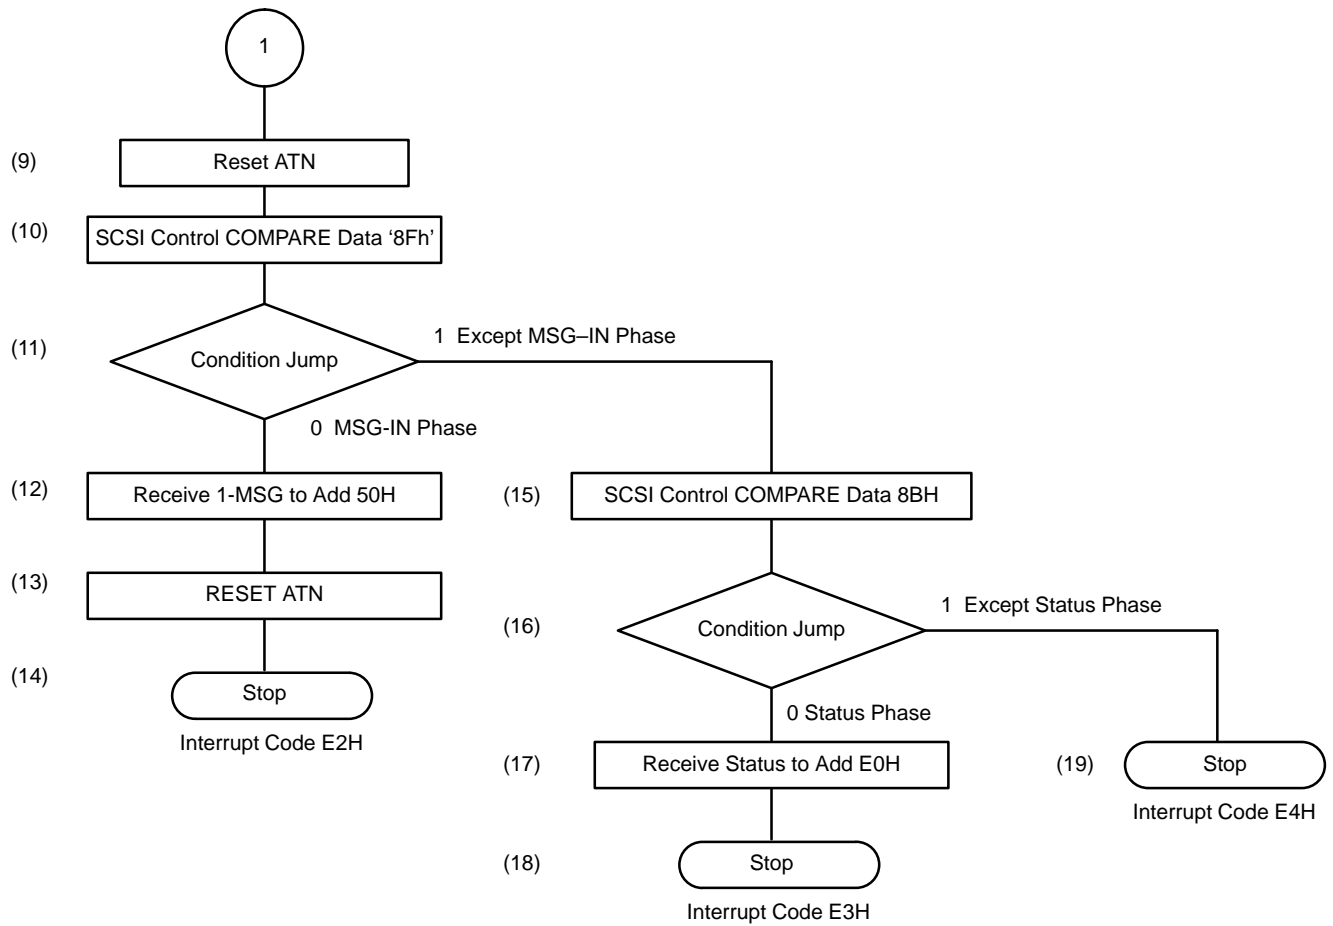 1
(9)
Reset ATN
(10)
SCSI Control COMPARE Data ‘8Fh’
(11)
Condition Jump
1 Except MSG–IN Phase
0 MSG-IN Phase
(12)
Receive 1-MSG to Add 50H
(13)
RESET ATN
(14)
Stop
Interrupt Code E2H
(15)
SCSI Control COMPARE Data 8BH
(16)
Condition Jump
1 Except Status Phase
0 Status Phase
(17)
Receive Status to Add E0H
(18)
Stop
Interrupt Code E3H
(19)
Stop
Interrupt Code E4H